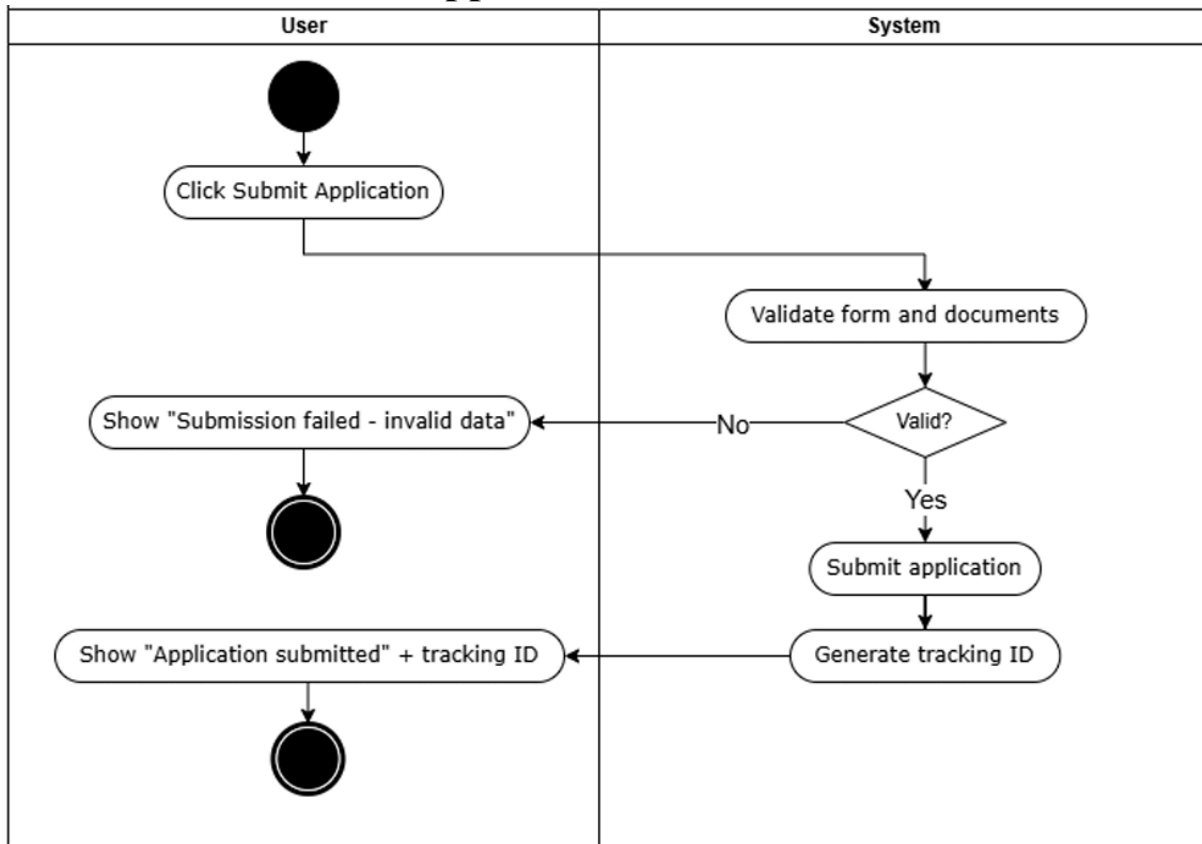 User
System
Click Submit Application
Validate form and documents
Valid?
No
Show "Submission failed - invalid data"
Yes
Submit application
Generate tracking ID
Show "Application submitted" + tracking ID